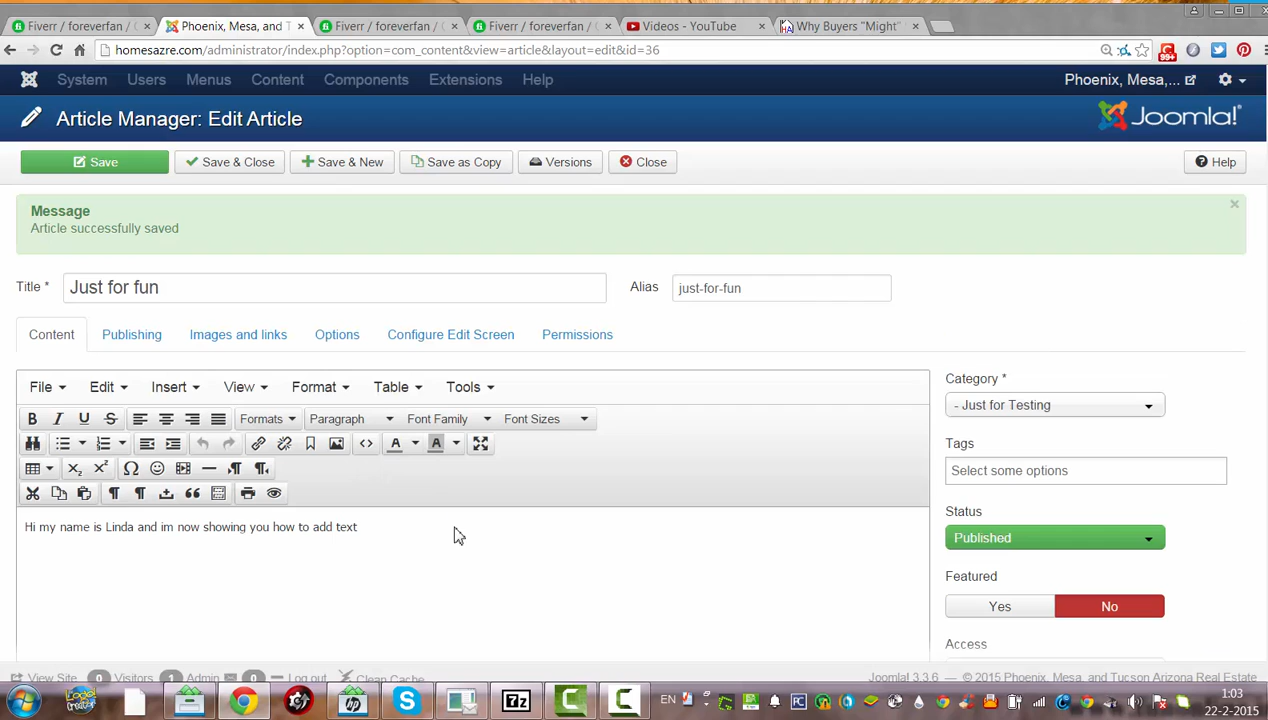 Fiverr / foreverfan / ×
Phoenix, Mesa, and T ×
Fiverr / foreverfan / ×
Fiverr / foreverfan / ×
Videos - YouTube ×
Why Buyers "Might" ×
homesazre.com/administrator/index.php?option=com_content&view=article&layout=edit&id=36
99+
System Users Menus Content Components Extensions Help
Phoenix, Mesa,...
Article Manager: Edit Article
Joomla!
Save Save & Close Save & New Save as Copy Versions Close Help
Message
Article successfully saved
×
Title * Just for fun Alias just-for-fun
Content Publishing Images and links Options Configure Edit Screen Permissions
File Edit Insert View Format Table Tools
Formats Paragraph Font Family Font Sizes
Hi my name is Linda and im now showing you how to add text
Category *
- Just for Testing
Tags
Select some options
Status
Published
Featured
Yes No
Access
View Site 0 Visitors 1 Admin 0 Log out Clean Cache
Joomla! 3.3.6 — © 2015 Phoenix, Mesa, and Tucson Arizona Real Estate
EN
1:03
22-2-2015